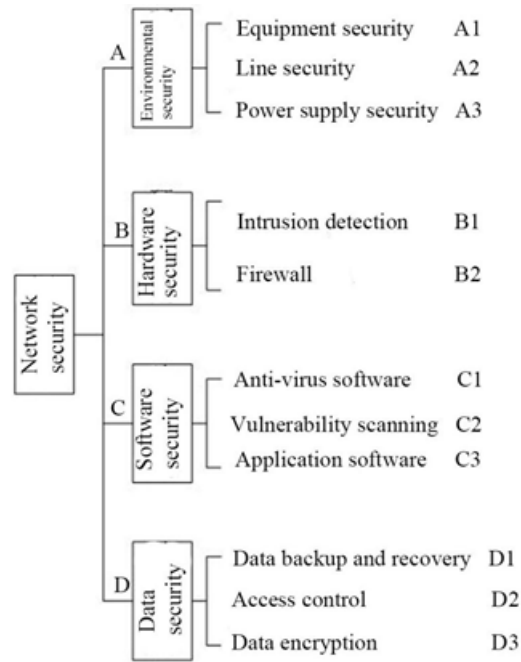 Network
security
A
Environmental
security
Equipment security A1
Line security A2
Power supply security A3
B
Hardware
security
Intrusion detection B1
Firewall B2
C
Software
security
Anti-virus software C1
Vulnerability scanning C2
Application software C3
D
Data
security
Data backup and recovery D1
Access control D2
Data encryption D3